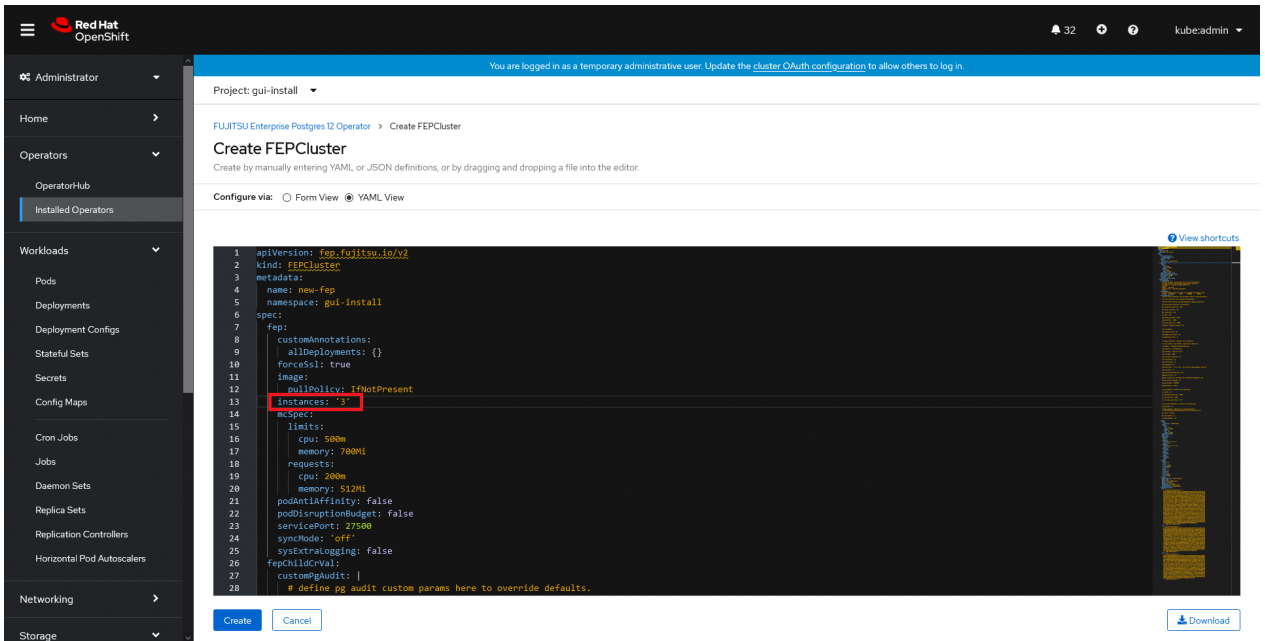 Red Hat
OpenShift
32
kube:admin
Administrator
You are logged in as a temporary administrative user. Update the cluster OAuth configuration to allow others to log in.
Project: gui-install
Home
FUJITSU Enterprise Postgres 12 Operator > Create FEPCluster
Operators
Create FEPCluster
Create by manually entering YAML or JSON definitions, or by dragging and dropping a file into the editor.
OperatorHub
Configure via: Form View YAML View
Installed Operators
View shortcuts
Workloads
Pods
Deployments
Deployment Configs
Stateful Sets
Secrets
Config Maps
Cron Jobs
Jobs
Daemon Sets
Replica Sets
Replication Controllers
Horizontal Pod Autoscalers
Networking
Storage
1 apiVersion: fep.fujitsu.io/v2
2 kind: FEPCluster
3 metadata:
4 name: new-fep
5 namespace: gui-install
6 spec:
7 fep:
8 customAnnotations:
9 allDeployments: {}
10 forceSsl: true
11 image:
12 pullPolicy: IfNotPresent
13 instances: '3'
14 mcSpec:
15 limits:
16 cpu: 500m
17 memory: 700Mi
18 requests:
19 cpu: 200m
20 memory: 512Mi
21 podAntiAffinity: false
22 podDisruptionBudget: false
23 servicePort: 27500
24 syncMode: 'off'
25 sysExtraLogging: false
26 fepChildCrVal:
27 customPgAudit: |
28 # define pg audit custom params here to override defaults.
Create
Cancel
Download